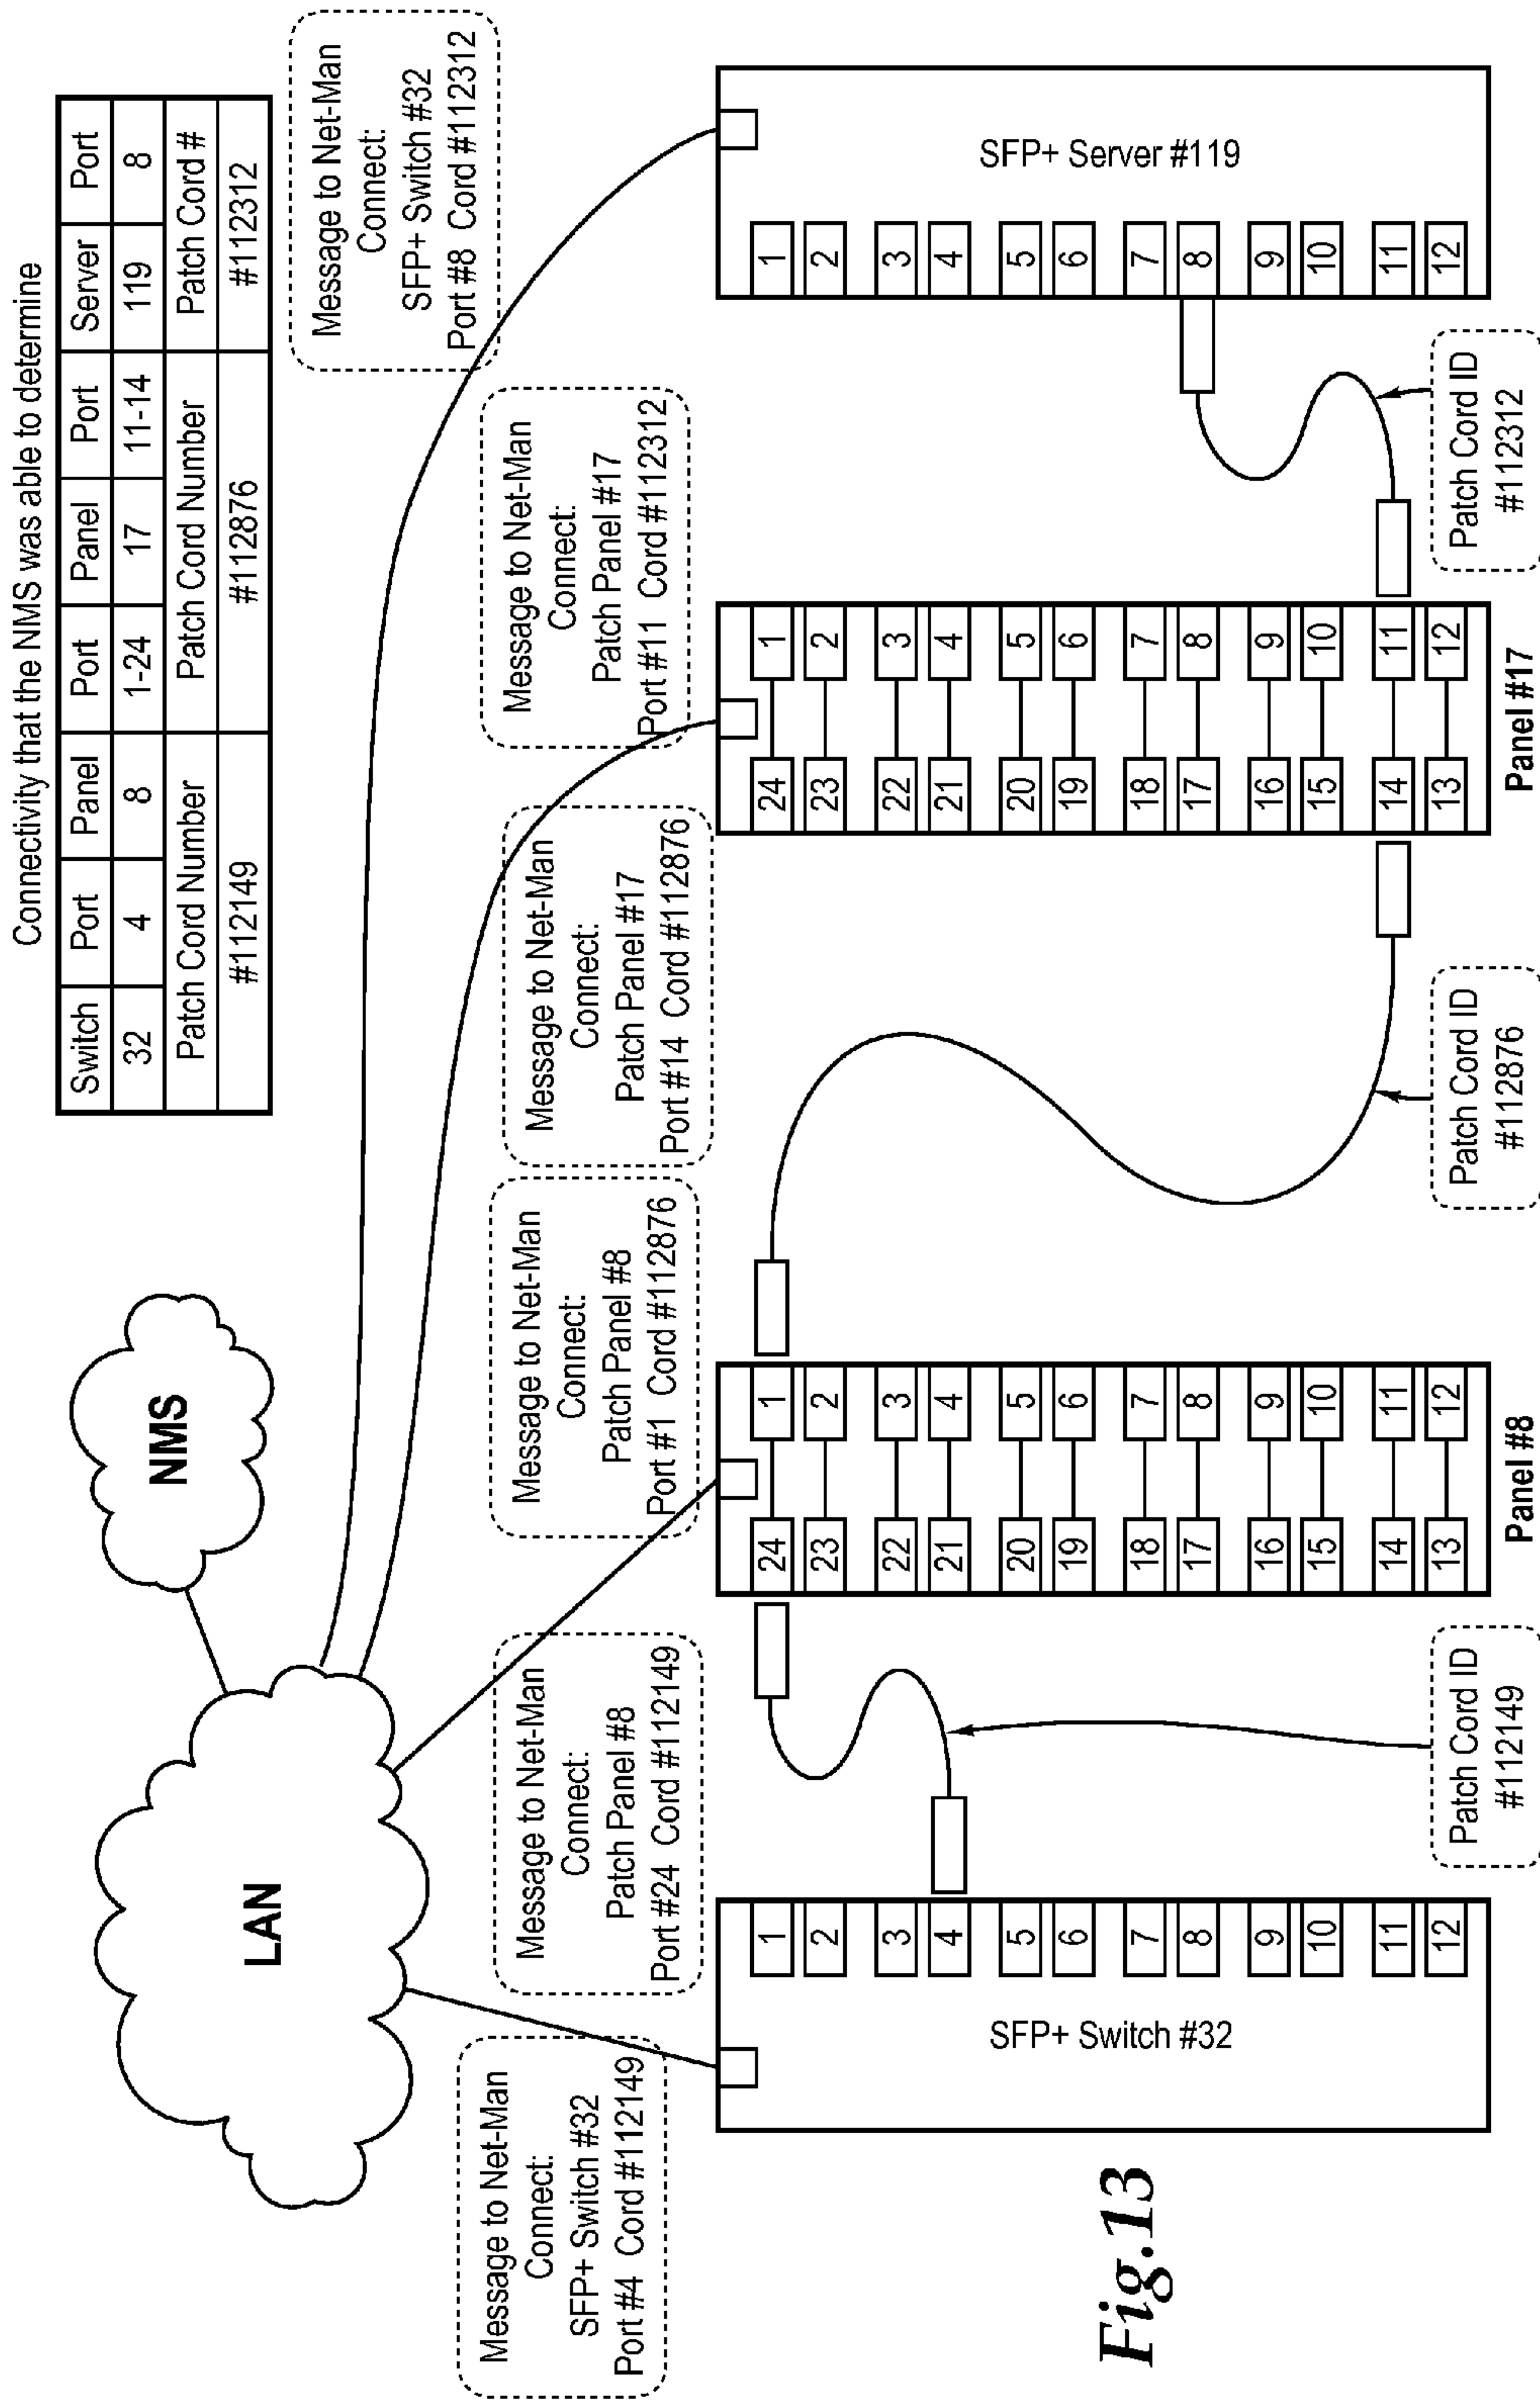 Connectivity that the NMS was able to determine
Switch Port Panel Port Panel Port Server Port
32 4 8 1-24 17 11-14 119 8
Patch Cord Number Patch Cord Number Patch Cord #
#112149 #112876 #112312
NMS
LAN
Message to Net-Man
Connect:
SFP+ Switch #32
Port #4 Cord #112149
Message to Net-Man
Connect:
Patch Panel #8
Port #24 Cord #112149
Message to Net-Man
Connect:
Patch Panel #8
Port #1 Cord #112876
Message to Net-Man
Connect:
Patch Panel #17
Port #14 Cord #112876
Message to Net-Man
Connect:
Patch Panel #17
Port #11 Cord #112312
Message to Net-Man
Connect:
SFP+ Switch #32
Port #8 Cord #112312
SFP+ Switch #32
1
2
3
4
5
6
7
8
9
10
11
12
Patch Cord ID
#112149
24 1
23 2
22 3
21 4
20 5
19 6
18 7
17 8
16 9
15 10
14 11
13 12
Panel #8
Patch Cord ID
#112876
24 1
23 2
22 3
21 4
20 5
19 6
18 7
17 8
16 9
15 10
14 11
13 12
Panel #17
Patch Cord ID
#112312
1
2
3
4
5
6
7
8
9
10
11
12
SFP+ Server #119
Fig.13